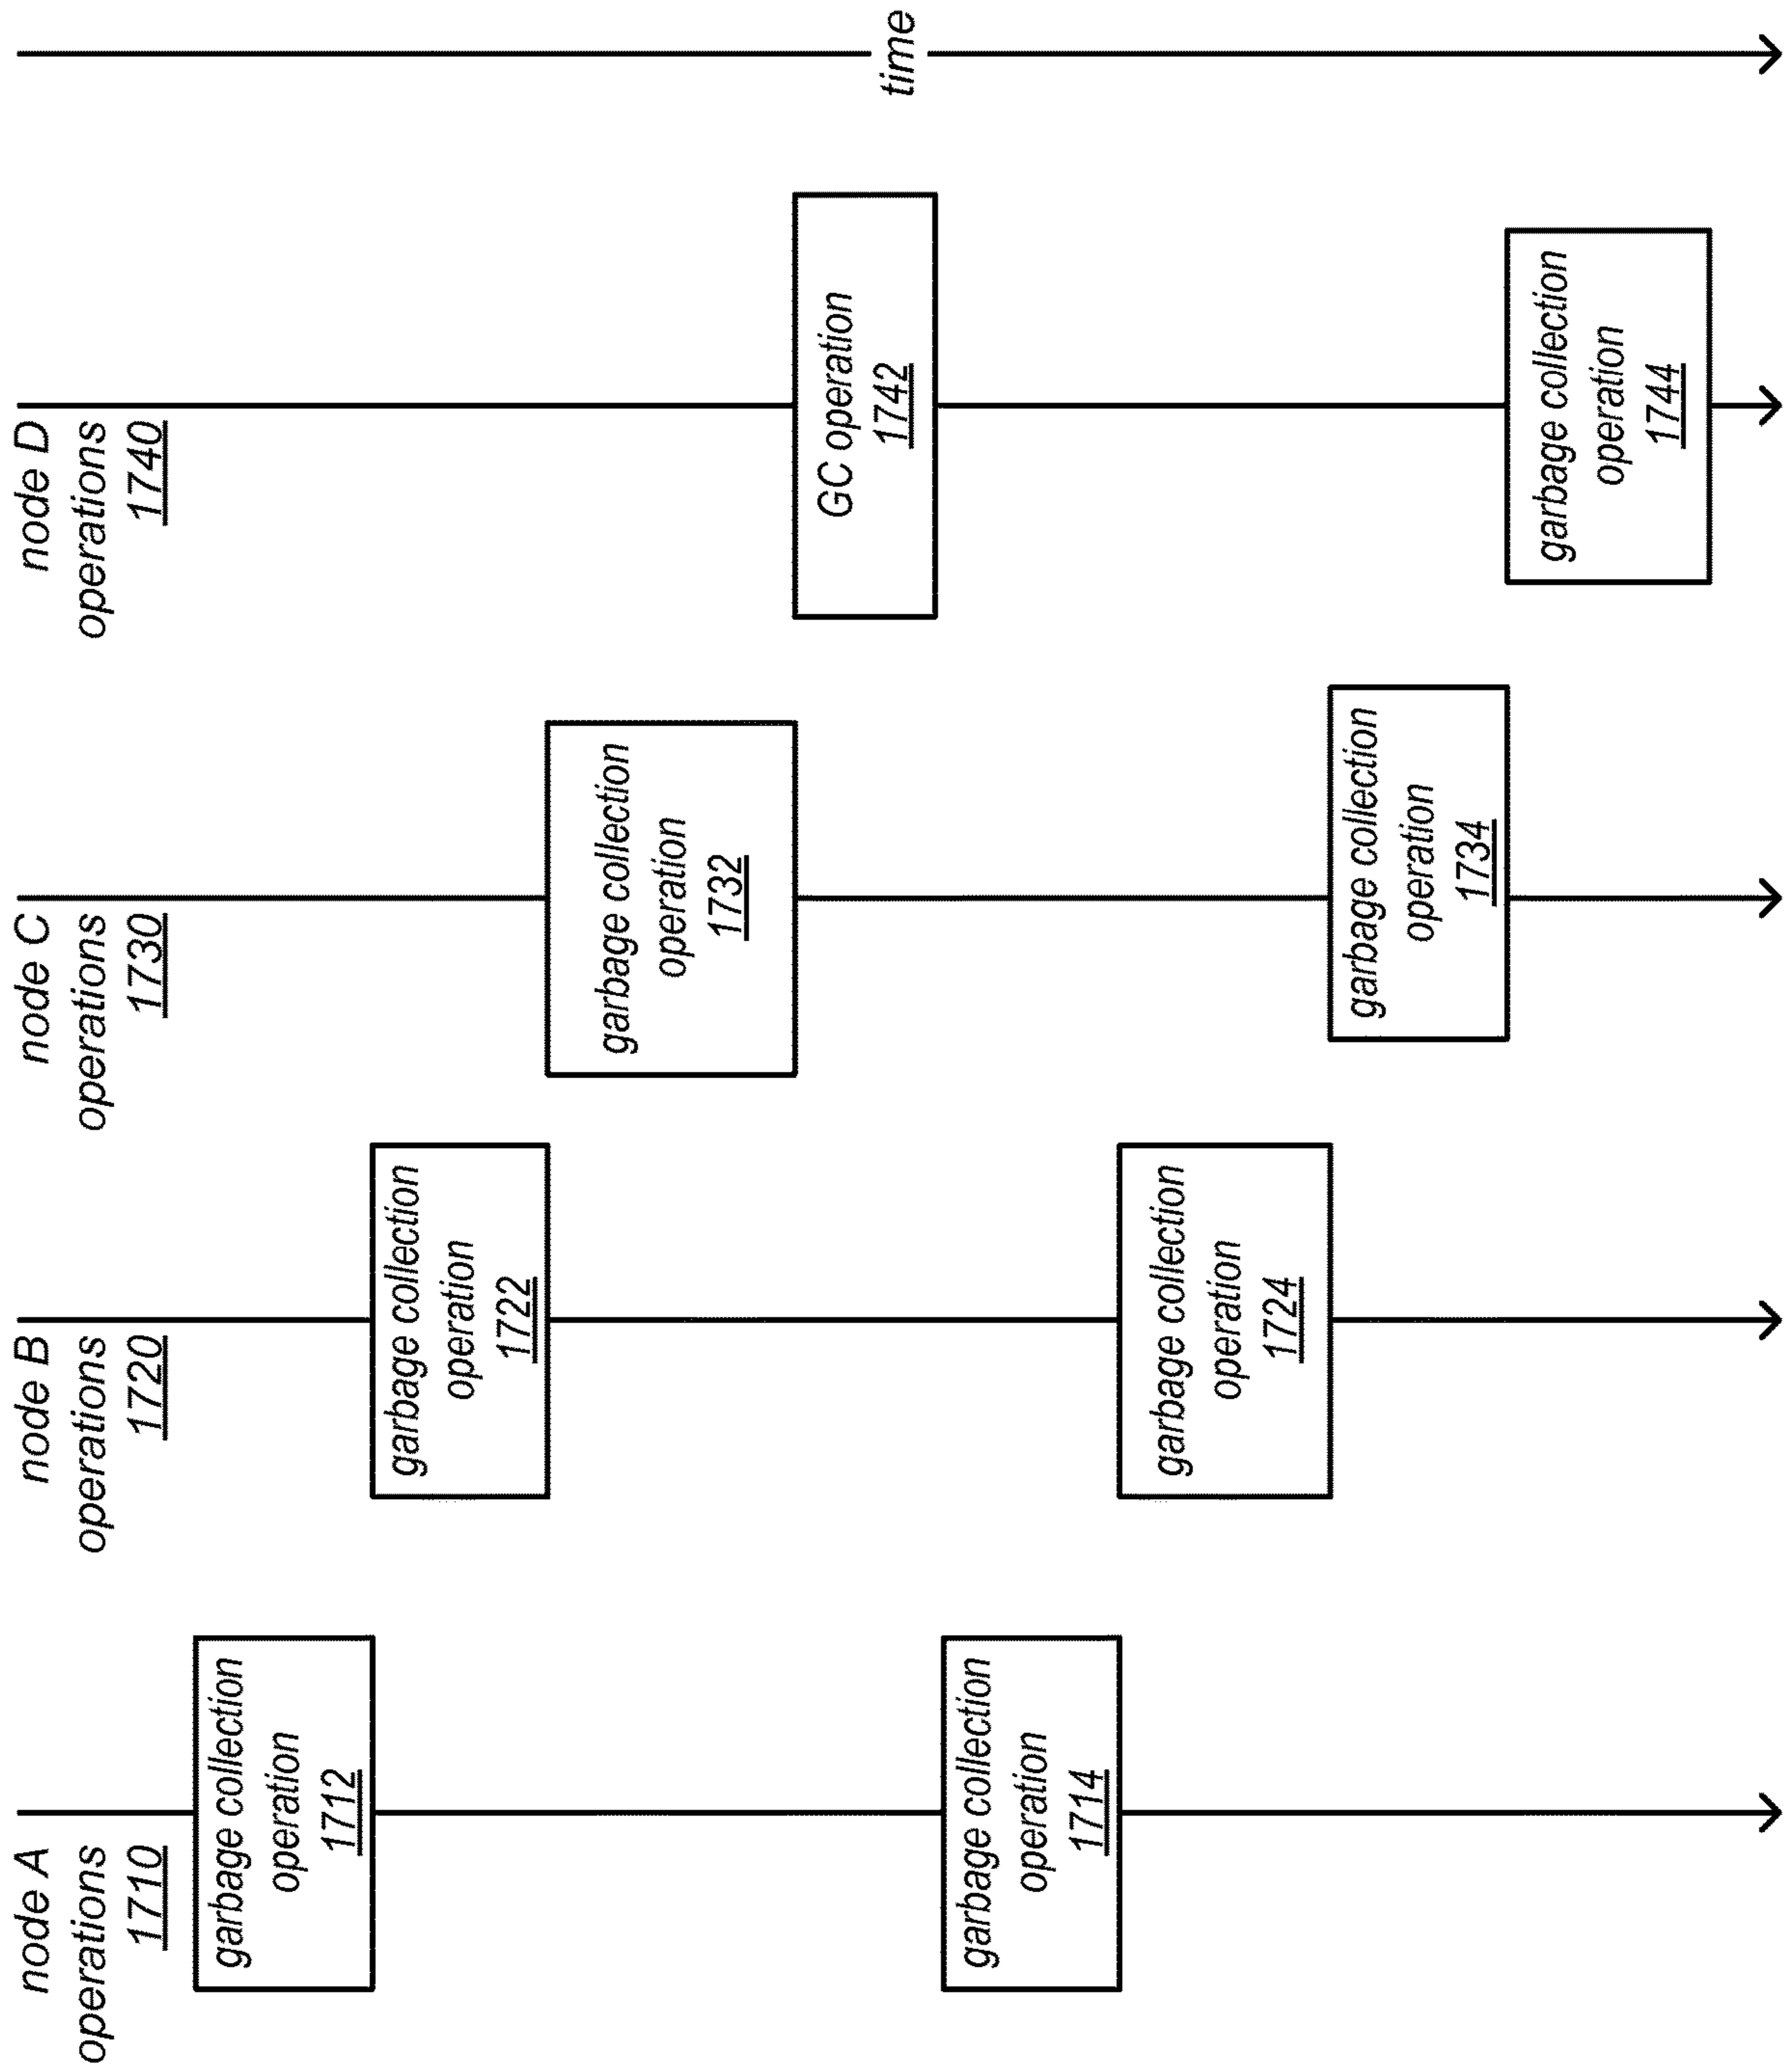 node A
operations
1710
node B
operations
1720
node C
operations
1730
node D
operations
1740
garbage collection
operation
1712
garbage collection
operation
1722
garbage collection
operation
1732
GC operation
1742
time
garbage collection
operation
1714
garbage collection
operation
1724
garbage collection
operation
1734
garbage collection
operation
1744